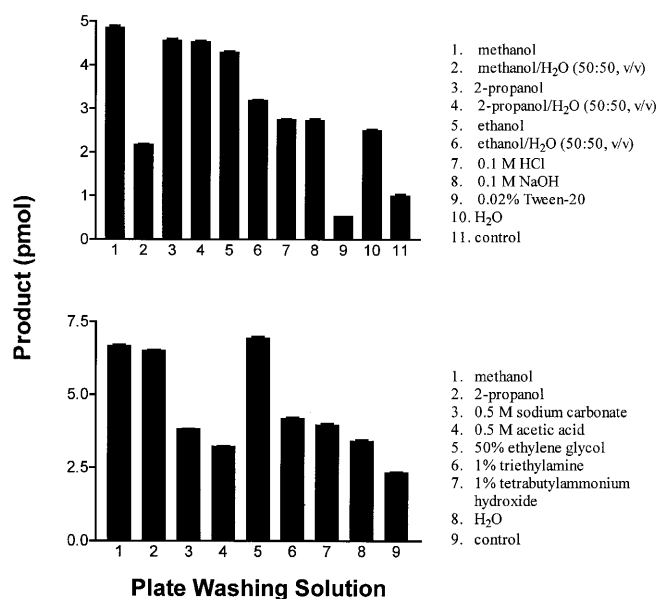 Product (pmol)
5
4
3
2
1
0
1 2 3 4 5 6 7 8 9 10 11
1. methanol
2. methanol/H₂O (50:50, v/v)
3. 2-propanol
4. 2-propanol/H₂O (50:50, v/v)
5. ethanol
6. ethanol/H₂O (50:50, v/v)
7. 0.1 M HCl
8. 0.1 M NaOH
9. 0.02% Tween-20
10. H₂O
11. control
7.5
5.0
2.5
0.0
1 2 3 4 5 6 7 8 9
1. methanol
2. 2-propanol
3. 0.5 M sodium carbonate
4. 0.5 M acetic acid
5. 50% ethylene glycol
6. 1% triethylamine
7. 1% tetrabutylammonium
hydroxide
8. H₂O
9. control
Plate Washing Solution